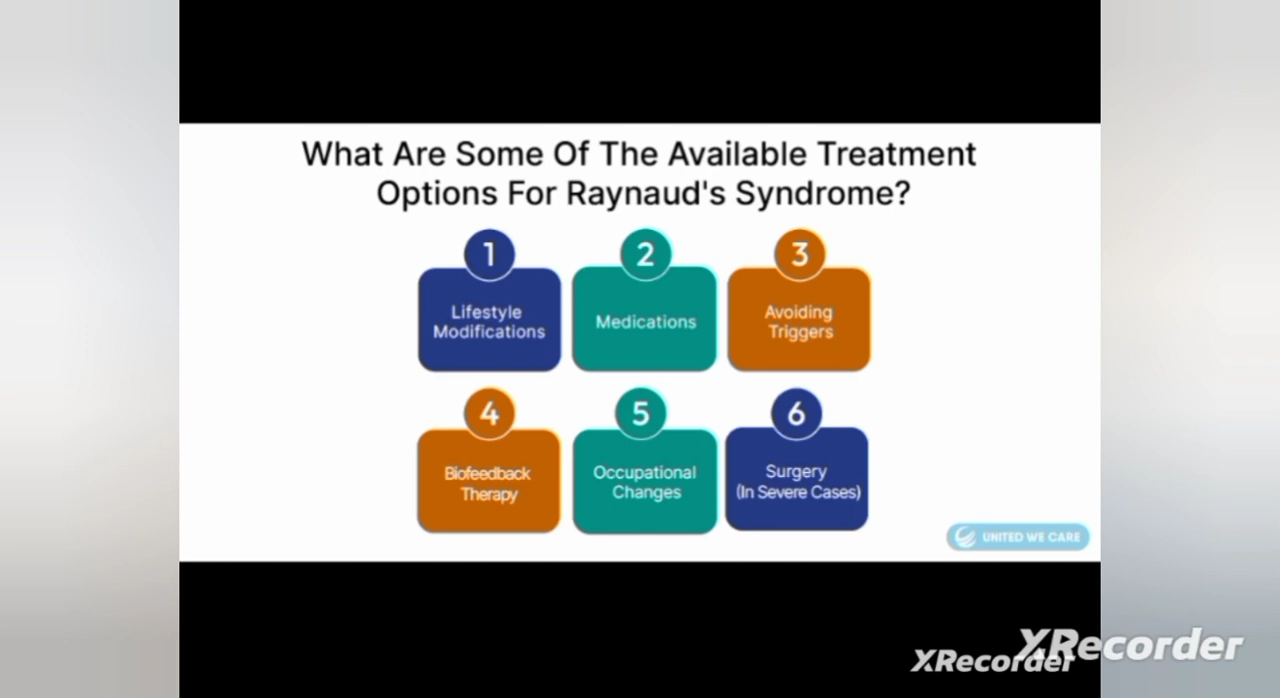 What Are Some Of The Available Treatment
Options For Raynaud's Syndrome?
1
Lifestyle
Modifications
2
Medications
3
Avoiding
Triggers
4
Biofeedback
Therapy
5
Occupational
Changes
6
Surgery
(In Severe Cases)
UNITED WE CARE
XRecorder
XRecorder